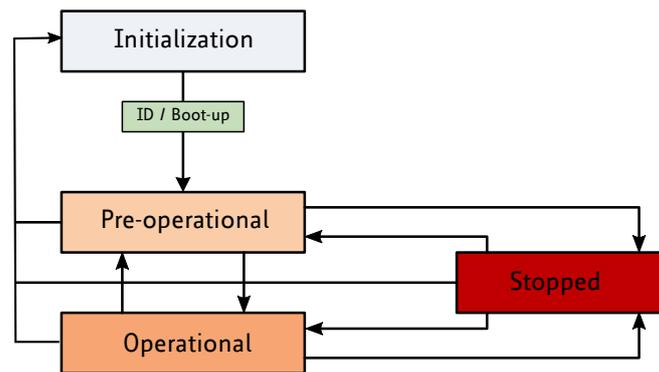 Initialization
ID / Boot-up
Pre-operational
Stopped
Operational